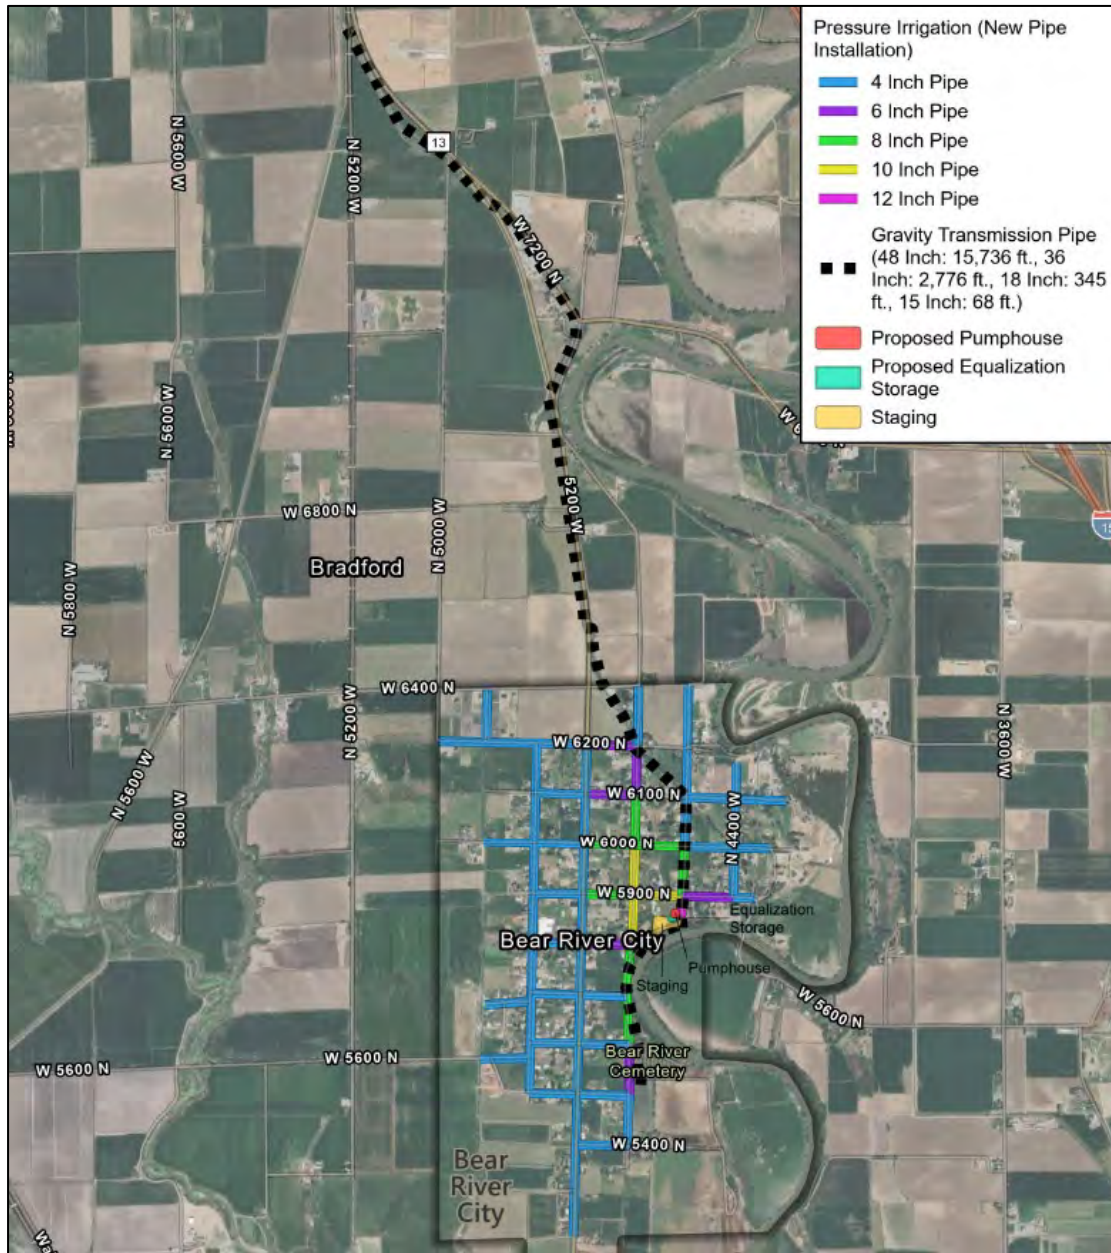 Pressure Irrigation (New Pipe
Installation)
4 Inch Pipe
6 Inch Pipe
8 Inch Pipe
10 Inch Pipe
12 Inch Pipe
Gravity Transmission Pipe
(48 Inch: 15,736 ft., 36
Inch: 2,776 ft., 18 Inch: 345
ft., 15 Inch: 68 ft.)
Proposed Pumphouse
Proposed Equalization
Storage
Staging
N 5600 W
N 5200 W
13
W 7200 N
N 5600 W
5200 W
W 6800 N
N 5000 W
15
Bradford
N 5800 W
W 6400 N
N 5200 W
N 3600 W
W 6200 N
N 5600 W
W 6100 N
5600 W
N 4400 W
W 6000 N
W 5900 N
Equalization
Storage
Bear River City
Pumphouse
Staging
W 5600 N
Bear River
Cemetery
W 5600 N
W 5600 N
W 5400 N
Bear
River
City